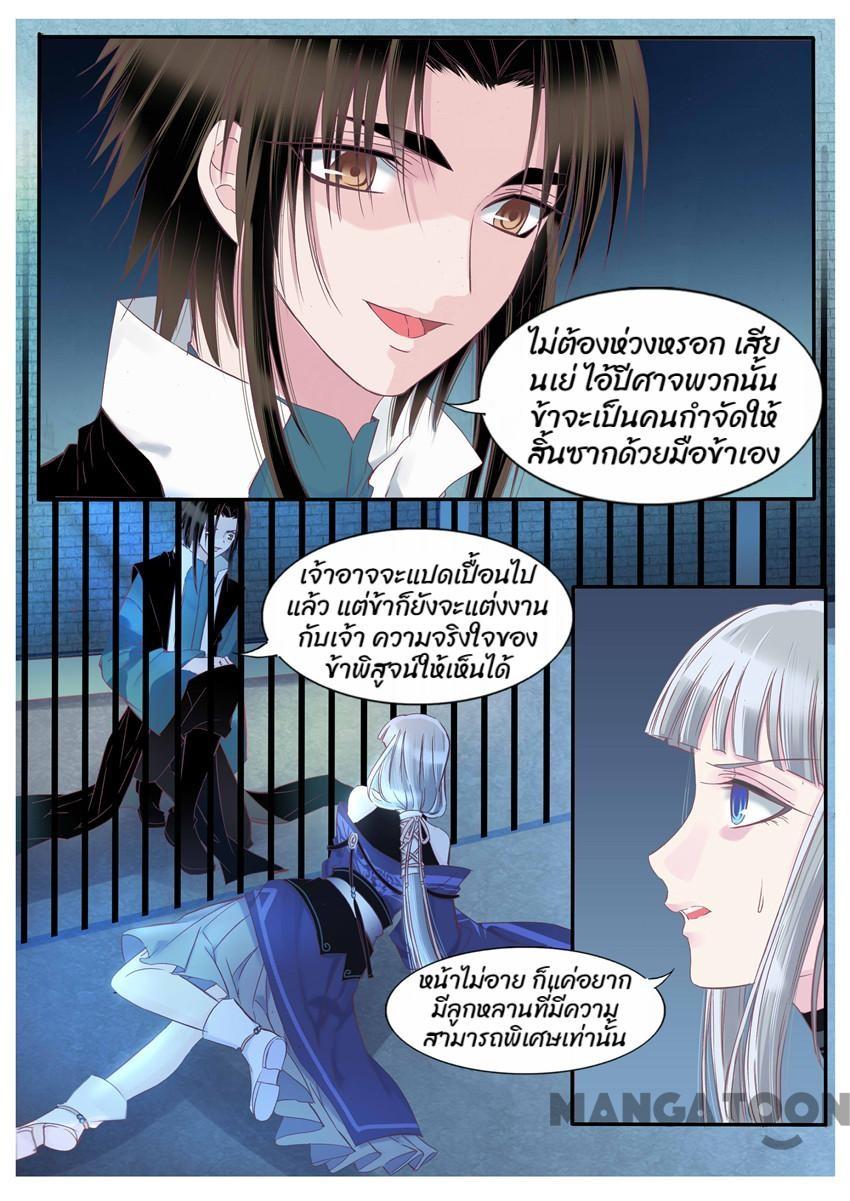 ไม่ต้องห่วงหรอก เสีย
นเย่ ไอ้ปีศาจพวกนั้น
ข้าจะเป็นคนกำจัดให้
สิ้นซากด้วยมือข้าเอง
เจ้าอาจจะแปดเปื้อนไป
แล้ว แต่ข้าก็ยังจะแต่งงาน
กับเจ้า ความจริงใจของ
ข้าพิสูจน์ให้เห็นได้
หน้าไม่อาย ก็แค่อยาก
มีลูกหลานที่มีความ
สามารถพิเศษเท่านั้น
MANGATOON